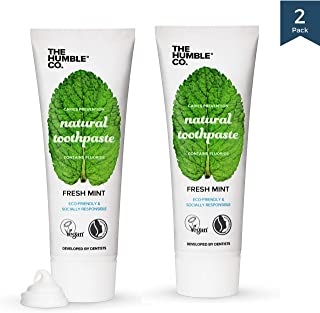 2
Pack
THE
HUMBLE
CO.
CAVITY PREVENTION
natural
toothpaste
CONTAINS FLUORIDE
FRESH MINT
ECO-FRIENDLY &
SOCIALLY RESPONSIBLE
Vegan
DEVELOPED BY DENTISTS
THE
HUMBLE
CO.
CAVITY PREVENTION
natural
toothpaste
CONTAINS FLUORIDE
FRESH MINT
ECO-FRIENDLY &
SOCIALLY RESPONSIBLE
Vegan
DEVELOPED BY DENTISTS